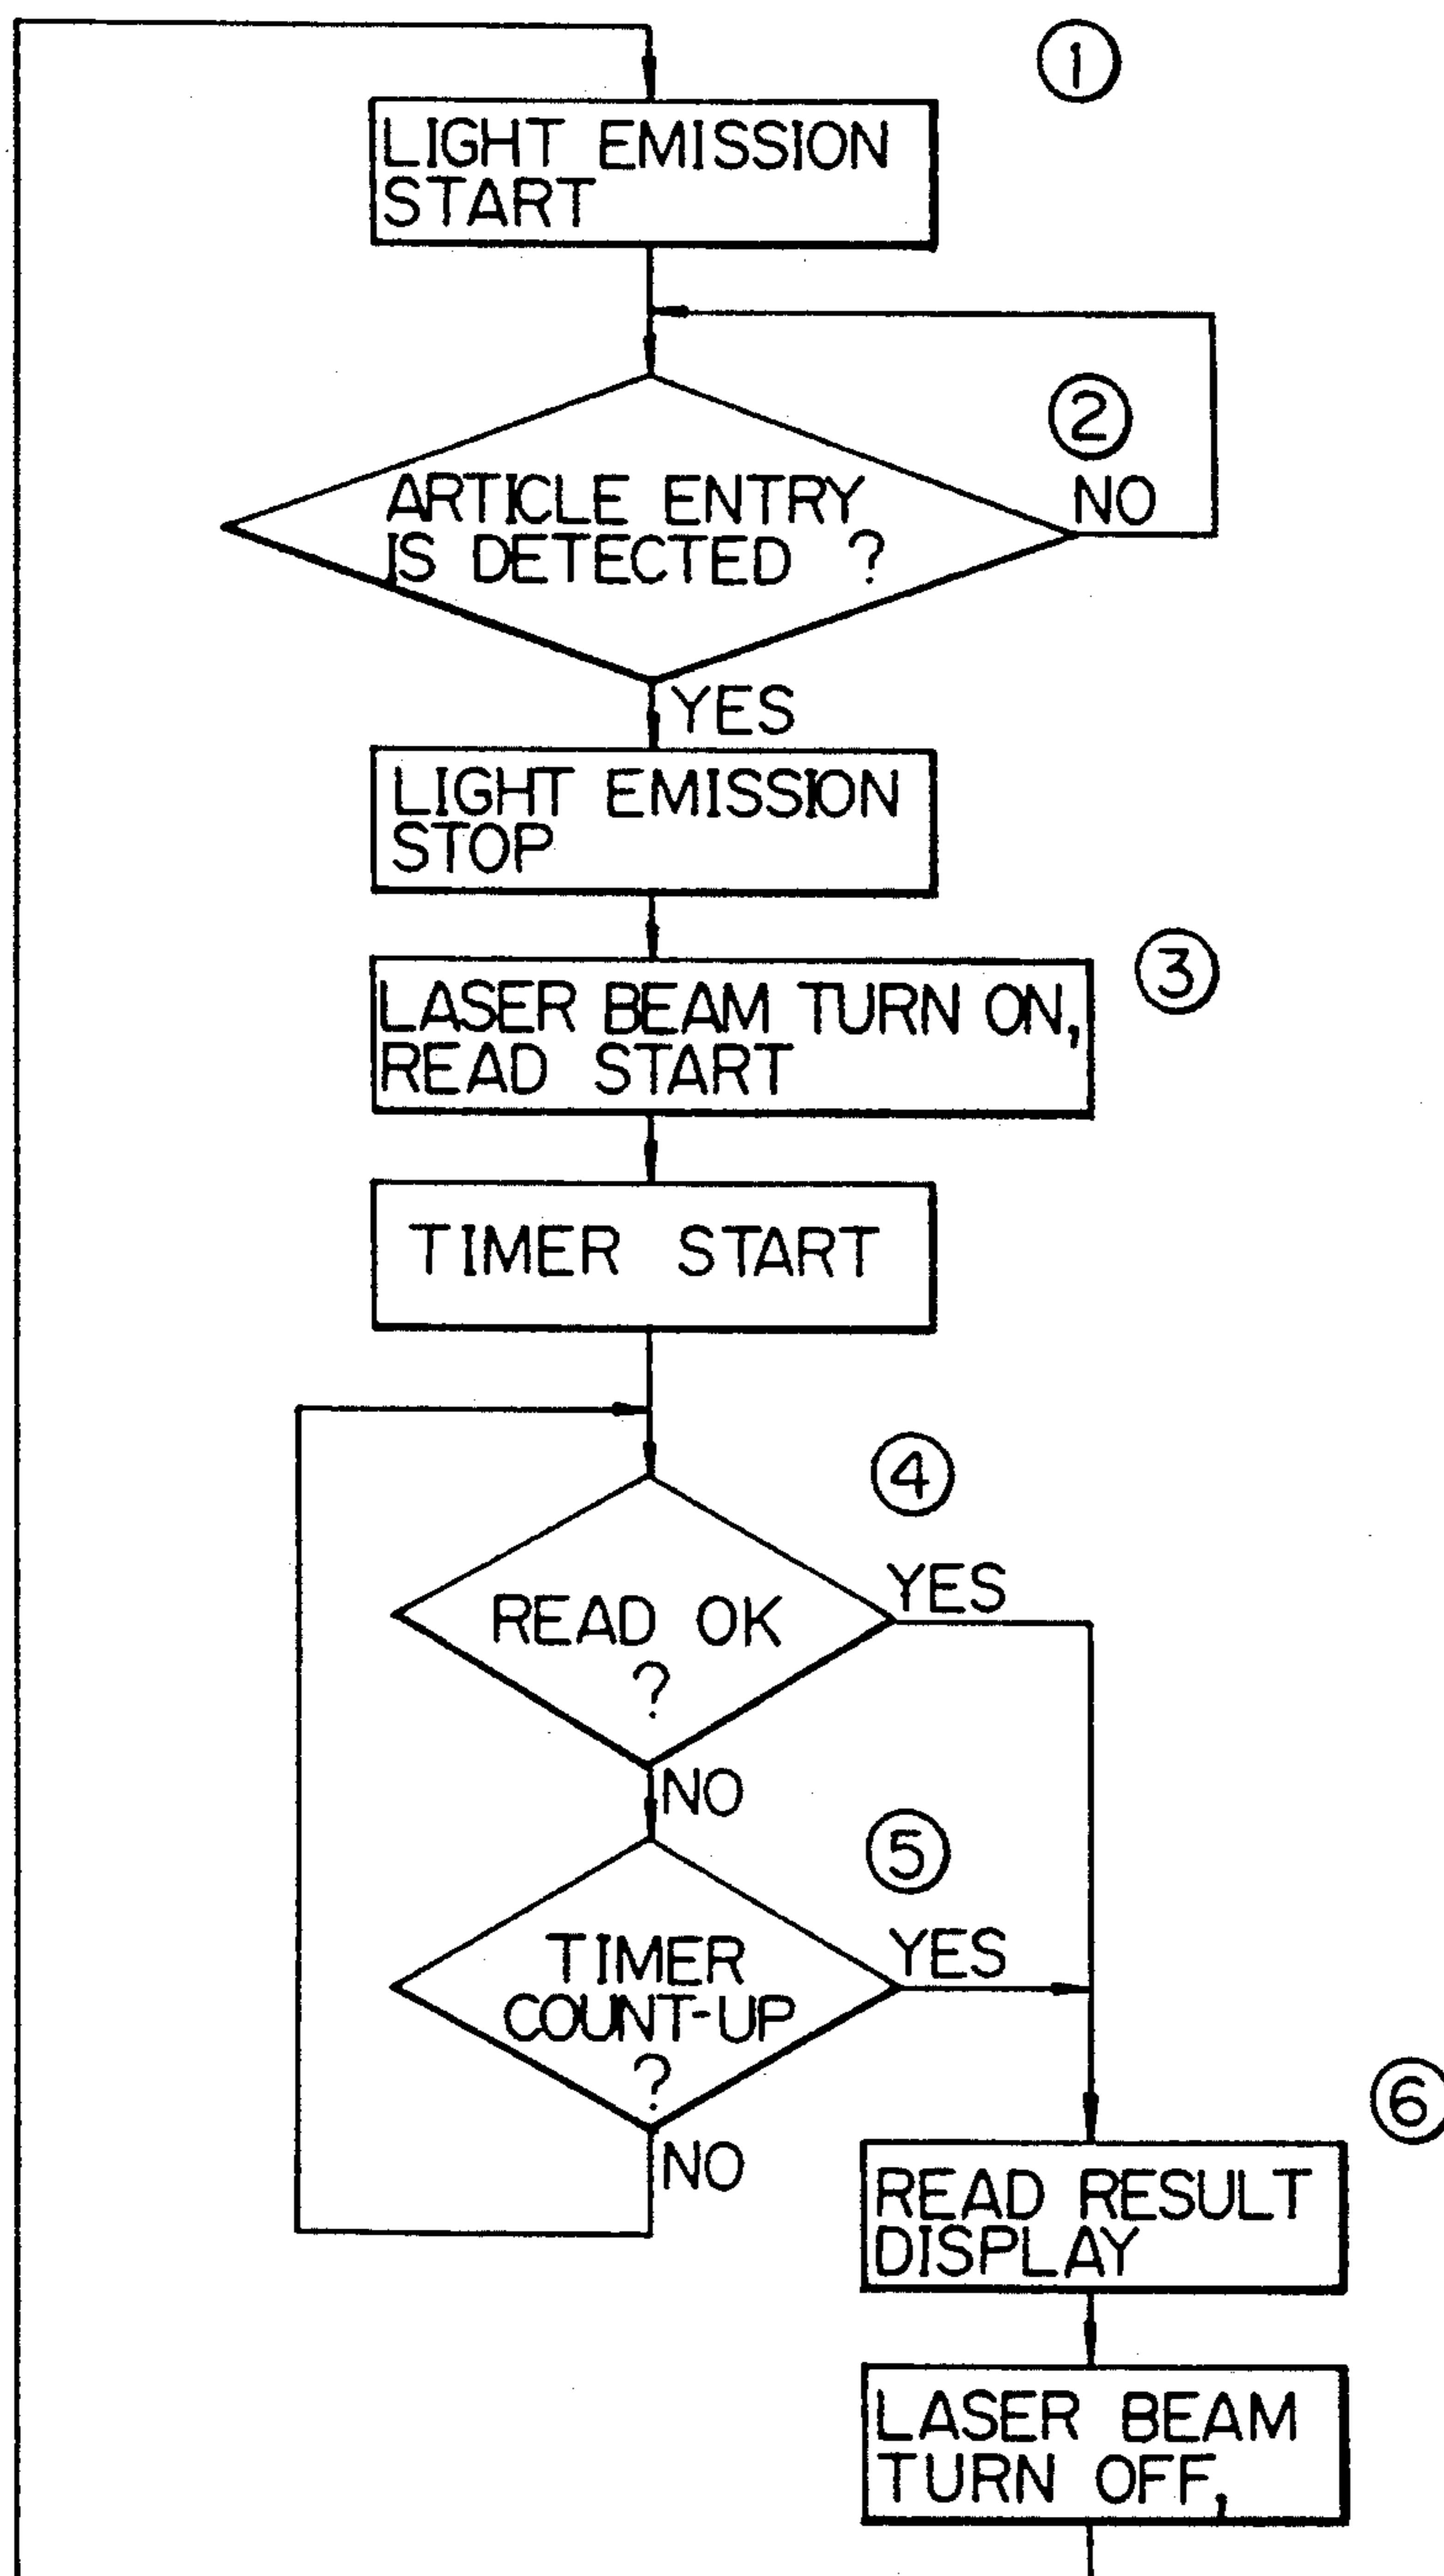 ①
LIGHT EMISSION
START
②
NO
ARTICLE ENTRY
IS DETECTED ?
YES
LIGHT EMISSION
STOP
③
LASER BEAM TURN ON,
READ START
TIMER START
④
YES
READ OK
?
NO
⑤
YES
TIMER
COUNT-UP
?
NO
⑥
READ RESULT
DISPLAY
LASER BEAM
TURN OFF,